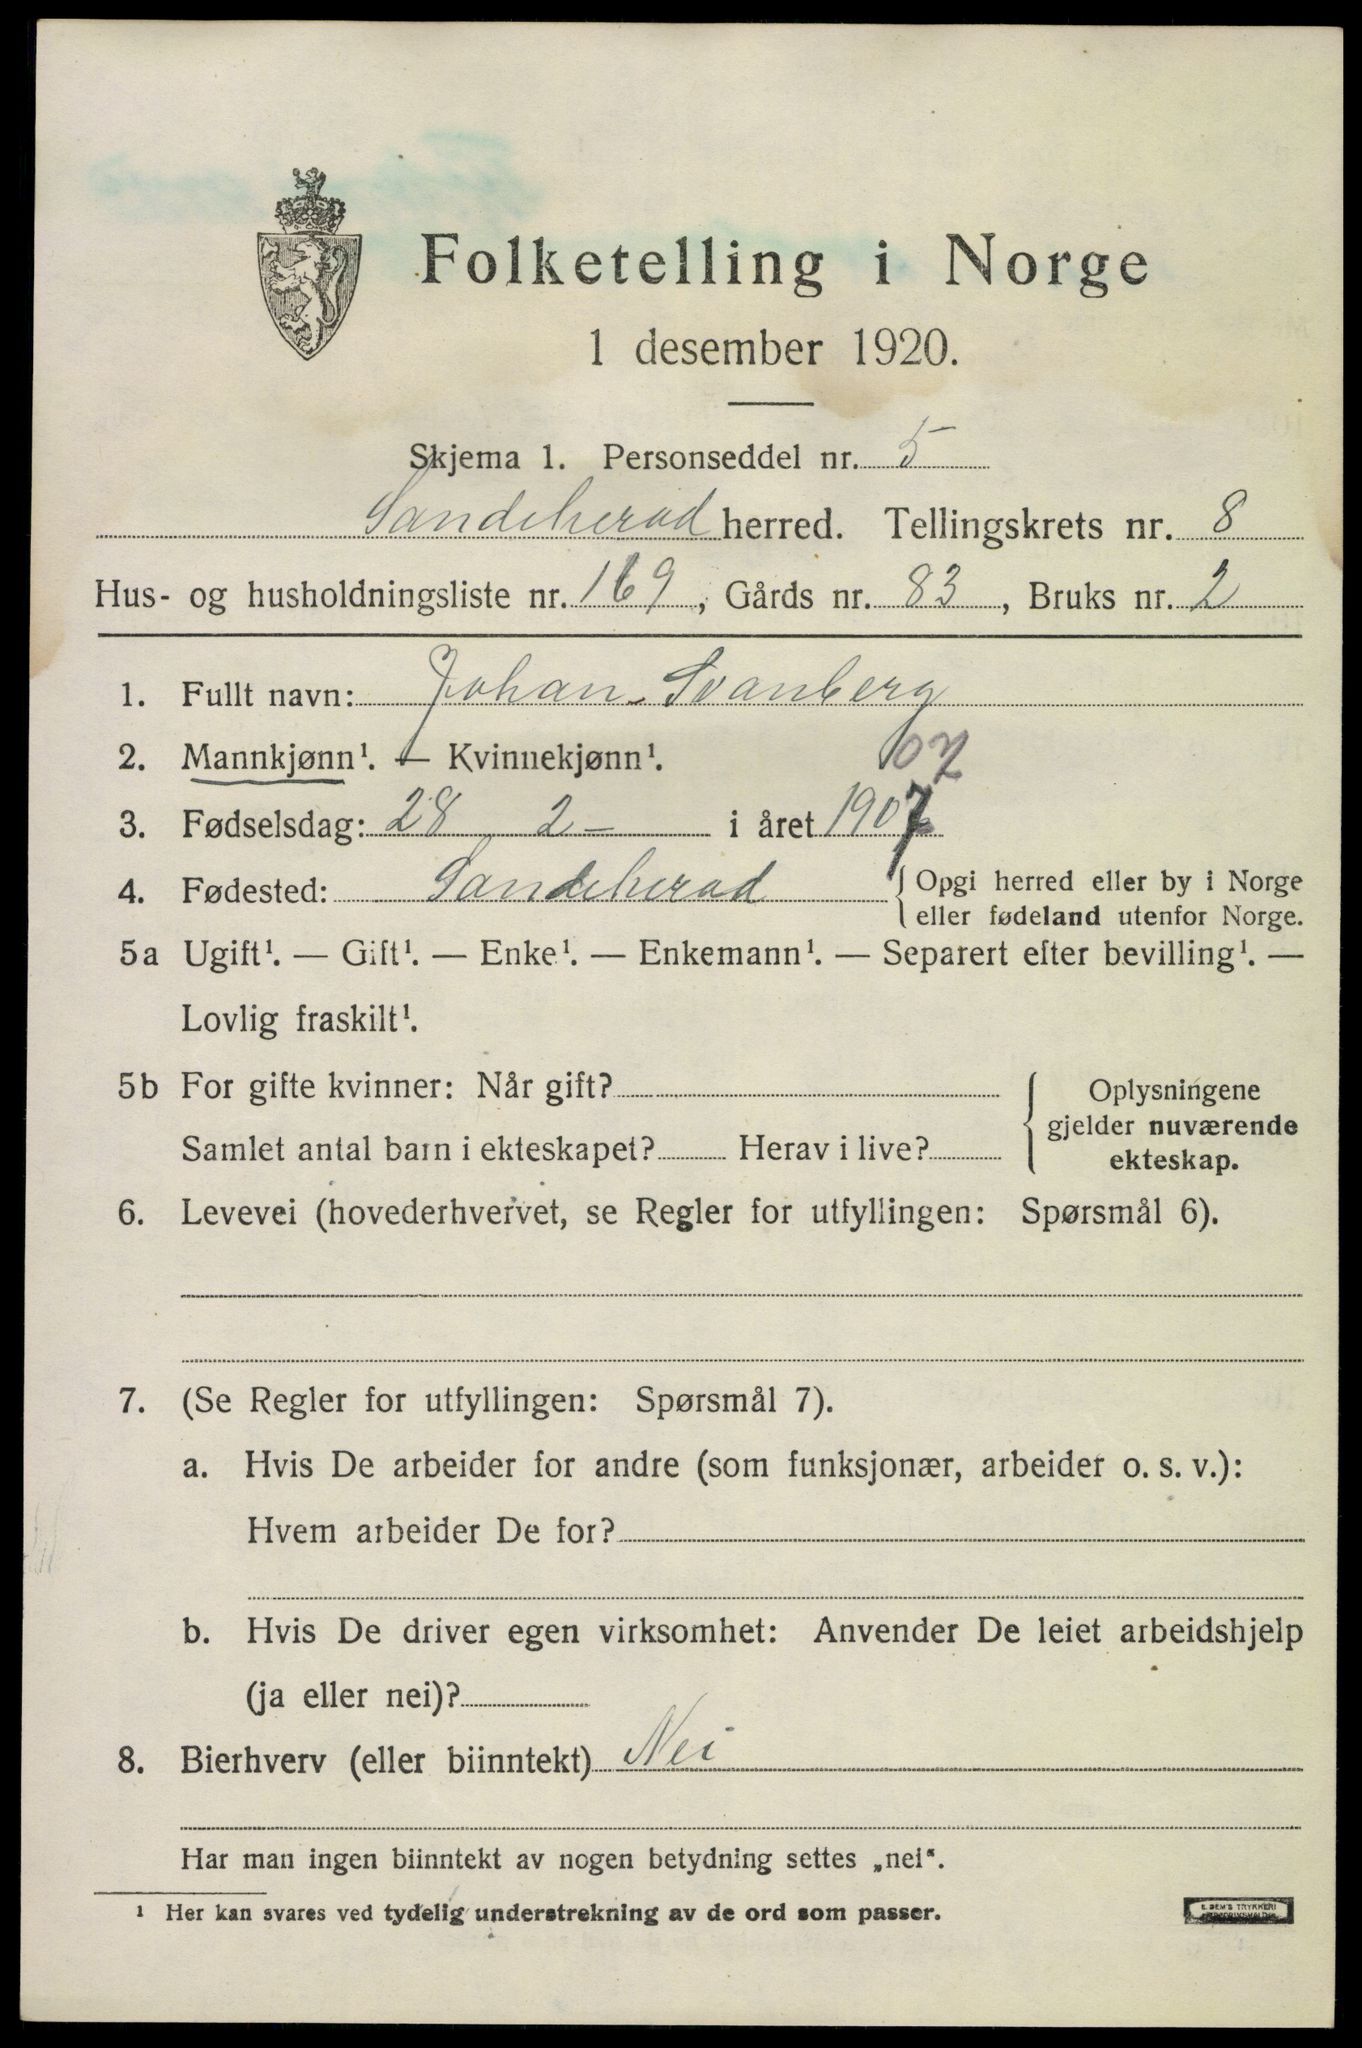 Folketelling i Norge
1 desember 1920.
Skjema 1. Personseddel nr. 5
Sandeherad herred. Tellingskrets nr. 8
Hus- og husholdningsliste nr. 169, Gårds nr. 83, Bruks nr. 2
1. Fullt navn: Johan Svanberg
2. Mannkjønn¹. — Kvinnekjønn¹.
07
3. Fødselsdag: 28 2 - i året 1907
4. Fødested: Sandeherad { Opgi herred eller by i Norge
eller fødeland utenfor Norge.
5a Ugift¹. — Gift¹. — Enke¹. — Enkemann¹. — Separert efter bevilling¹. —
Lovlig fraskilt¹.
5b For gifte kvinner: Når gift?
Samlet antal barn i ekteskapet? Herav i live?
{ Oplysningene
gjelder nuværende
ekteskap.
6. Levevei (hovederhvervet, se Regler for utfyllingen: Spørsmål 6).
7. (Se Regler for utfyllingen: Spørsmål 7).
a. Hvis De arbeider for andre (som funksjonær, arbeider o. s. v.):
Hvem arbeider De for?
b. Hvis De driver egen virksomhet: Anvender De leiet arbeidshjelp
(ja eller nei)?
8. Bierhverv (eller biinntekt) Nei
Har man ingen biinntekt av nogen betydning settes „nei“.
¹ Her kan svares ved tydelig understrekning av de ord som passer.